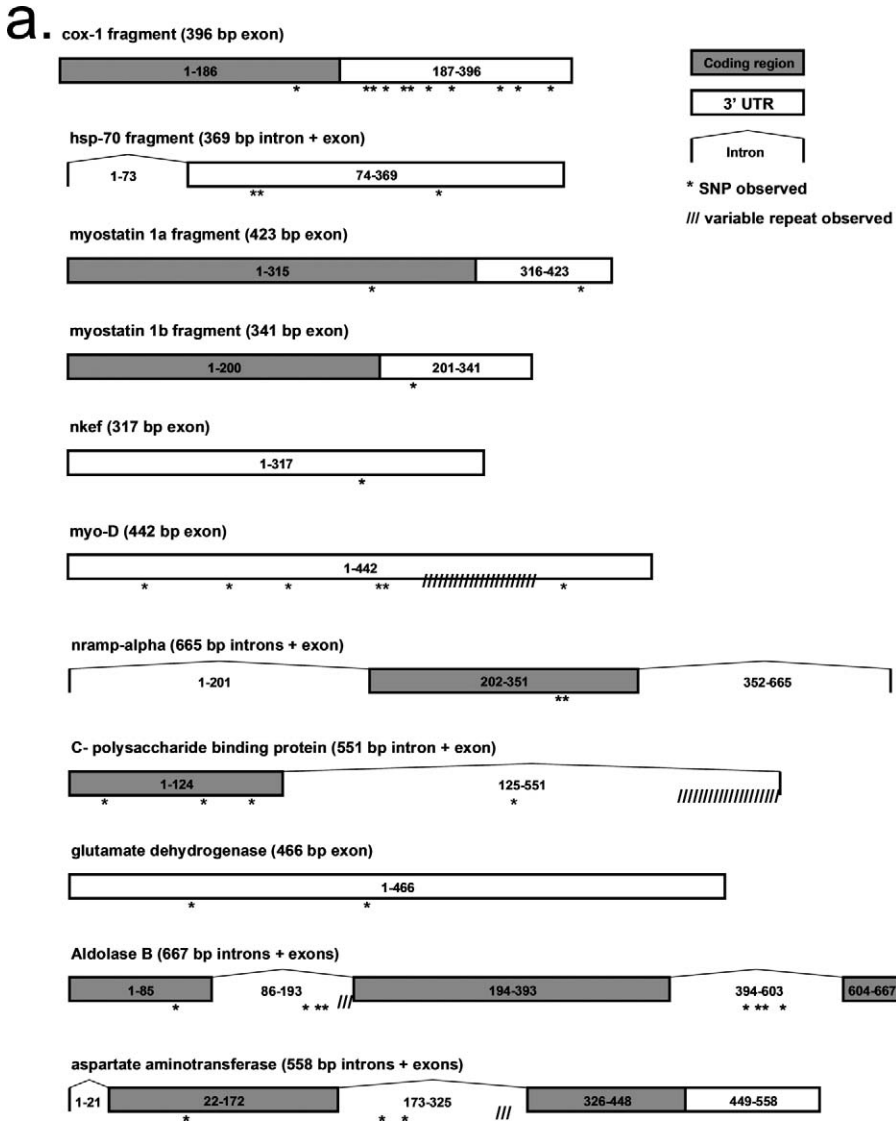 a.
cox-1 fragment (396 bp exon)
1-186 187-396
* ** * ** * * * * *
Coding region
3' UTR
Intron
* SNP observed
/// variable repeat observed
hsp-70 fragment (369 bp intron + exon)
1-73 74-369
** *
myostatin 1a fragment (423 bp exon)
1-315 316-423
* *
myostatin 1b fragment (341 bp exon)
1-200 201-341
*
nkef (317 bp exon)
1-317
*
myo-D (442 bp exon)
1-442
* * * ** *
nramp-alpha (665 bp introns + exon)
1-201 202-351 352-665
**
C- polysaccharide binding protein (551 bp intron + exon)
1-124 125-551
* * * *
glutamate dehydrogenase (466 bp exon)
1-466
* *
Aldolase B (667 bp introns + exons)
1-85 86-193 194-393 394-603 604-667
* * ** /// * ** *
aspartate aminotransferase (558 bp introns + exons)
1-21 22-172 173-325 326-448 449-558
* * * ///